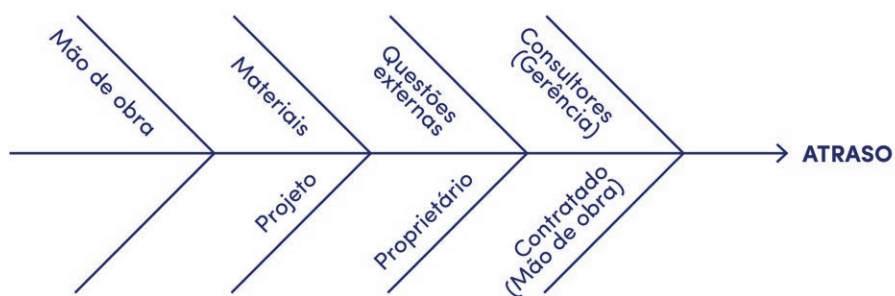 Mão de obra
Materiais
Questões
externas
Consultores
(Gerência)
ATRASO
Projeto
Proprietário
Contratado
(Mão de obra)